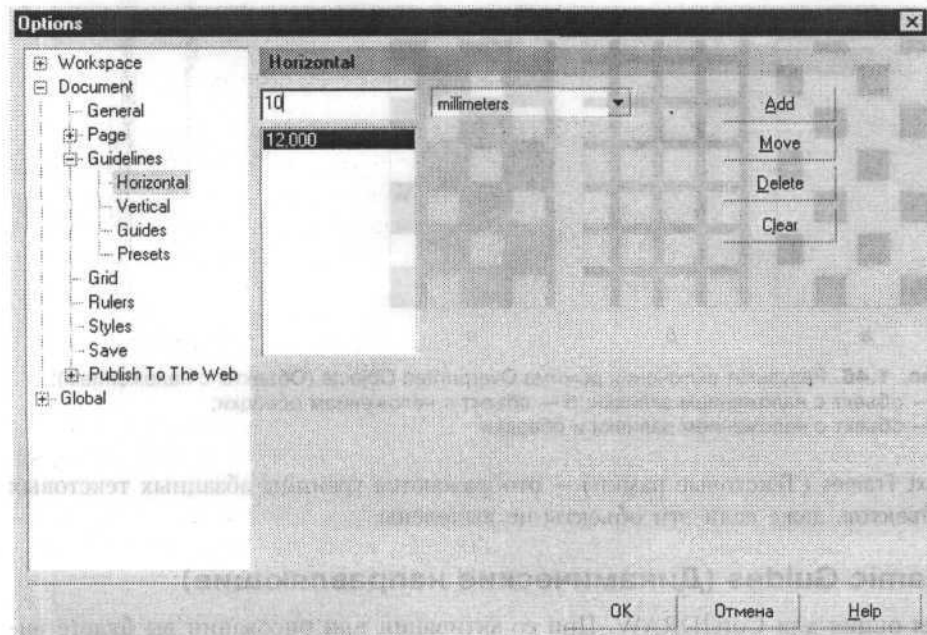 Options
Workspace
Document
General
Page
Guidelines
Horizontal
Vertical
Guides
Presets
Grid
Rulers
Styles
Save
Publish To The Web
Global
Horizontal
10 millimeters
12,000
Add
Move
Delete
Clear
OK Отмена Help